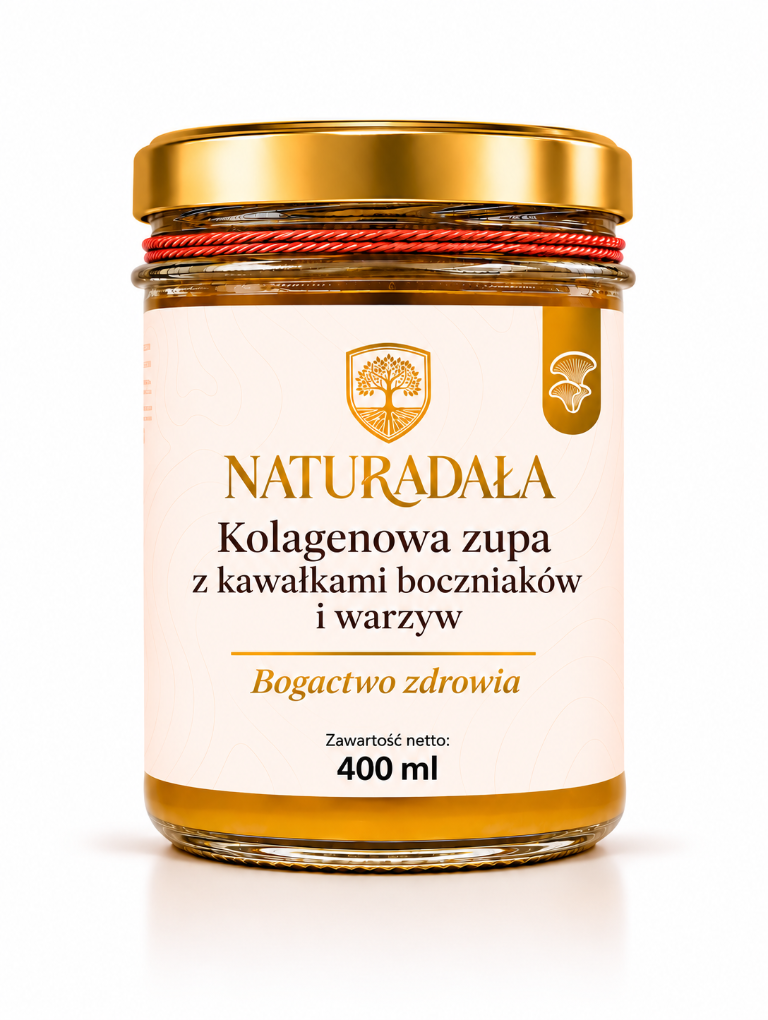 NATURADAŁA
Kolagenowa zupa
z kawałkami boczniaków
i warzyw
Bogactwo zdrowia
Zawartość netto:
400 ml